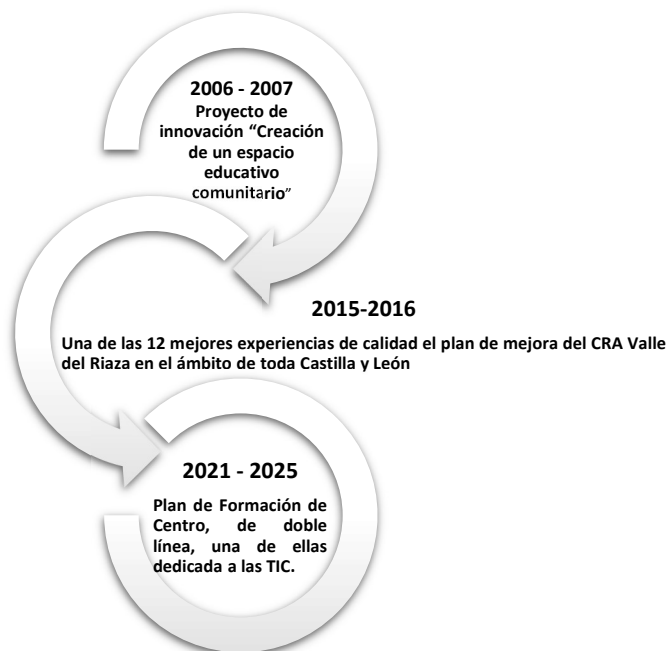 2006 - 2007
Proyecto de
innovación “Creación
de un espacio
educativo
comunitario”
2015-2016
Una de las 12 mejores experiencias de calidad el plan de mejora del CRA Valle
del Riaza en el ámbito de toda Castilla y León
2021 - 2025
Plan de Formación de
Centro, de doble
línea, una de ellas
dedicada a las TIC.